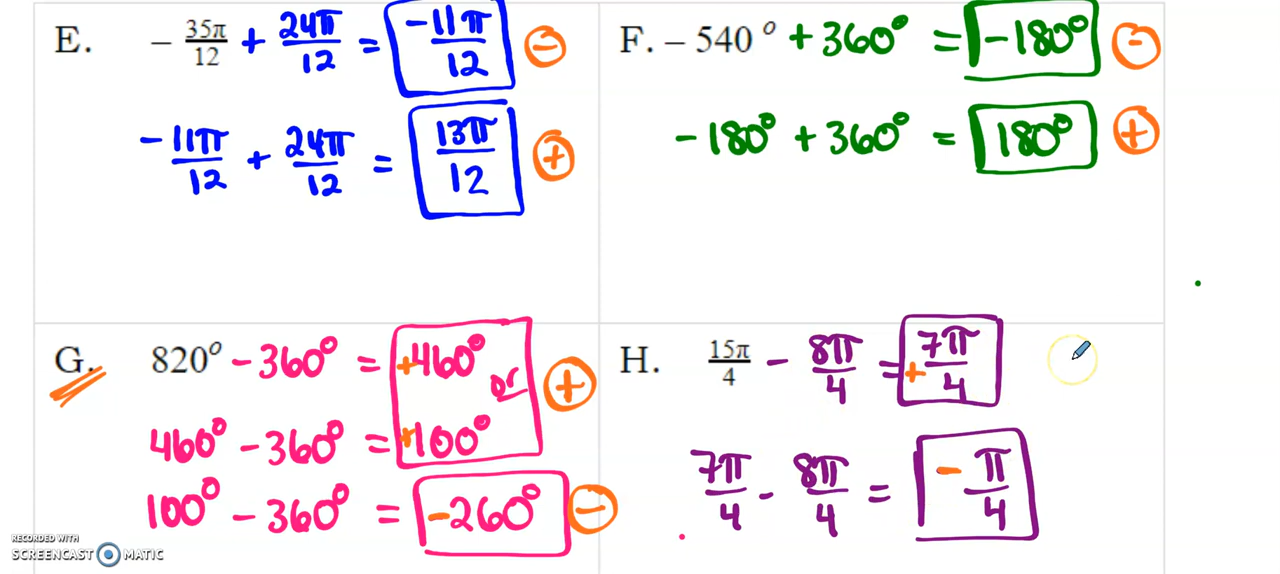 E. -35π/12 + 24π/12 = -11π/12 ⊖
-11π/12 + 24π/12 = 13π/12 ⊕
F. -540° + 360° = -180° ⊖
-180° + 360° = 180° ⊕
G. 820° - 360° = +460° or ⊕
460° - 360° = +100°
100° - 360° = -260° ⊖
H. 15π/4 - 8π/4 = +7π/4
7π/4 - 8π/4 = -π/4
RECORDED WITH
SCREENCAST MATIC